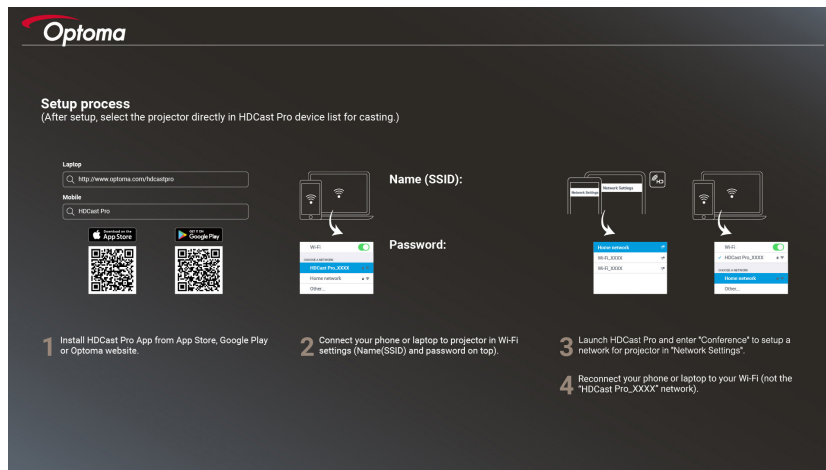 Optoma
Setup process
(After setup, select the projector directly in HDCast Pro device list for casting.)
Laptop
http://www.optoma.com/hdcastpro
Mobile
HDCast Pro
Download on the
App Store
GET IT ON
Google Play
Name (SSID):
Password:
Wi-Fi
CHOOSE A NETWORK
HDCast Pro_XXXX
Home network
Other...
Network Settings
Network Settings
HC
Home network
Wi-Fi_XXXX
Wi-Fi_XXXX
Wi-Fi
HDCast Pro_XXXX
CHOOSE A NETWORK
Home network
Other...
1 Install HDCast Pro App from App Store, Google Play
or Optoma website.
2 Connect your phone or laptop to projector in Wi-Fi
settings (Name(SSID) and password on top).
3 Launch HDCast Pro and enter "Conference" to setup a
network for projector in "Network Settings".
4 Reconnect your phone or laptop to your Wi-Fi (not the
"HDCast Pro_XXXX" network).